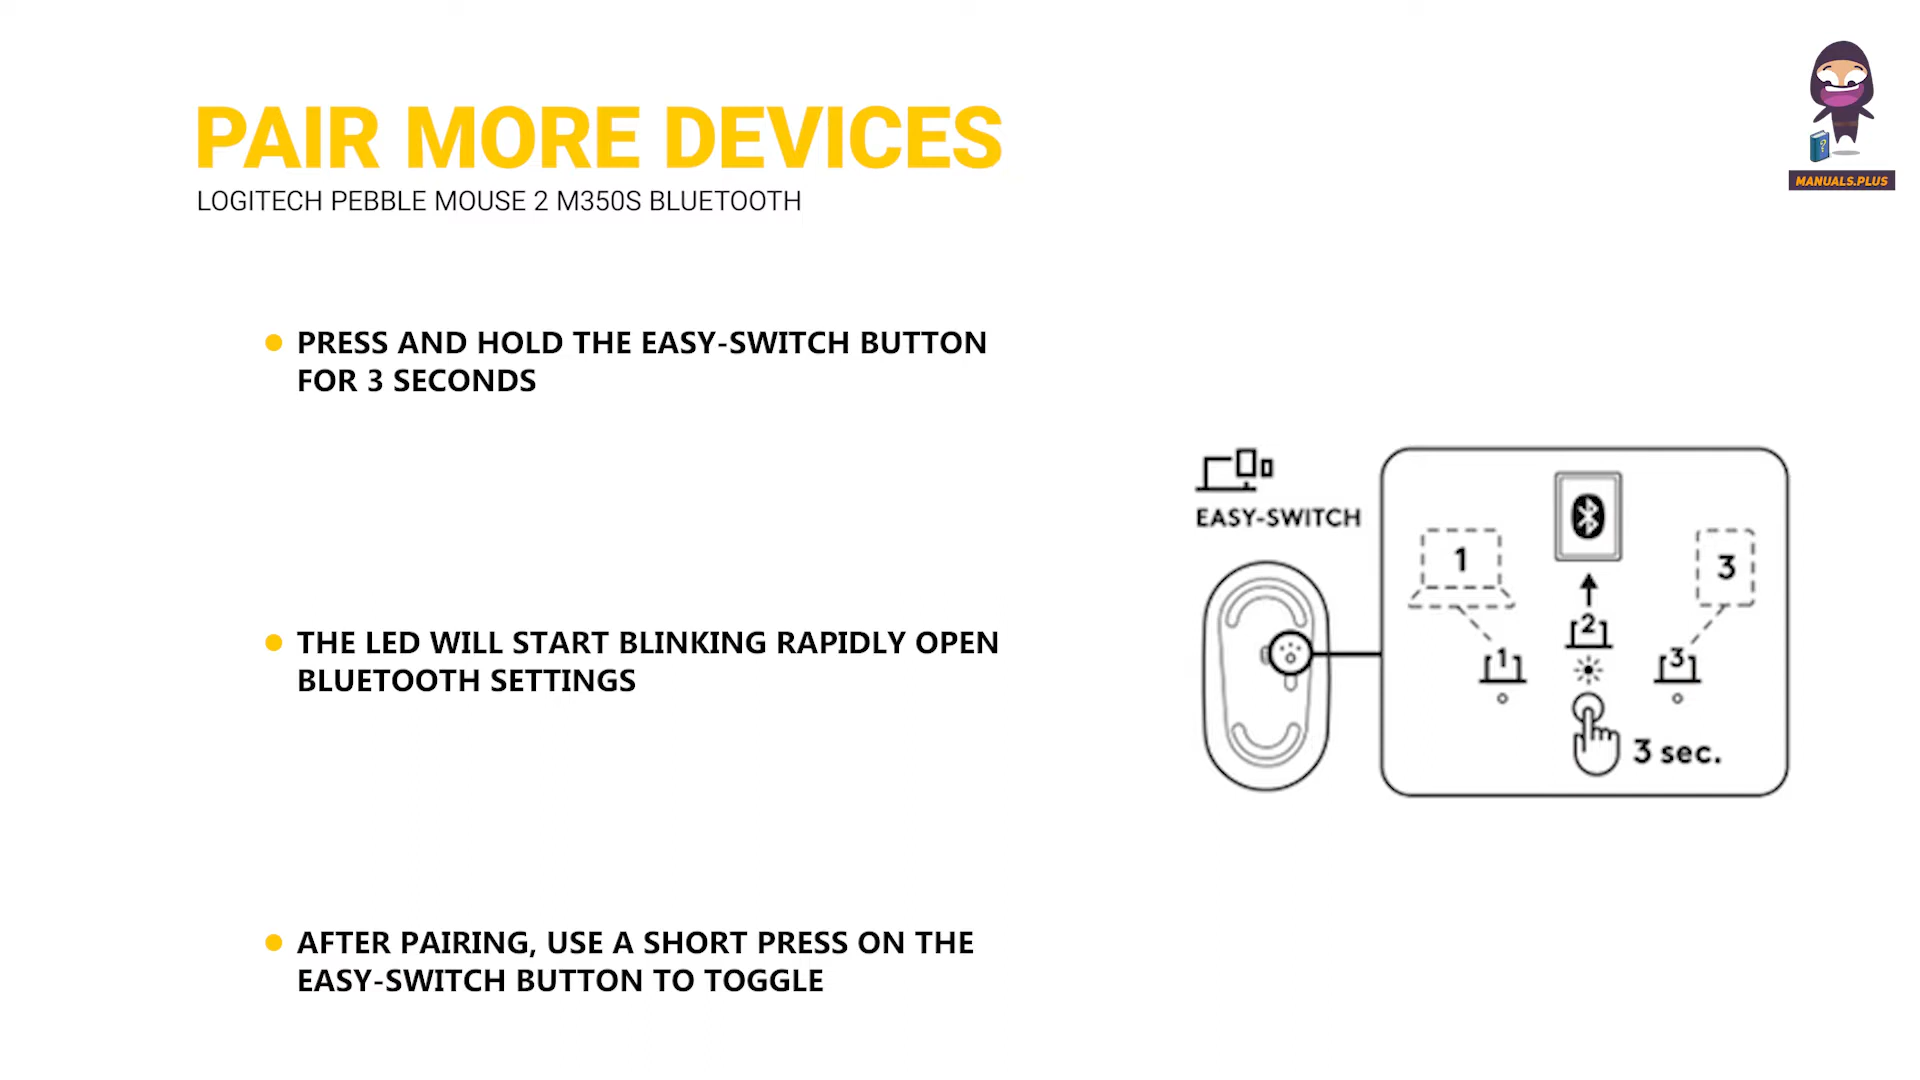 PAIR MORE DEVICES
LOGITECH PEBBLE MOUSE 2 M350S BLUETOOTH
MANUALS.PLUS
PRESS AND HOLD THE EASY-SWITCH BUTTON
FOR 3 SECONDS
THE LED WILL START BLINKING RAPIDLY OPEN
BLUETOOTH SETTINGS
AFTER PAIRING, USE A SHORT PRESS ON THE
EASY-SWITCH BUTTON TO TOGGLE
EASY-SWITCH
1
3
2
1
3
3 sec.
?